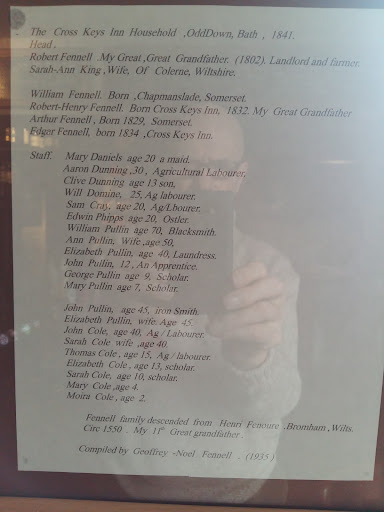 The Cross Keys Inn Household ,OddDown, Bath , 1841.
Head .
Robert Fennell .My Great ,Great Grandfather. (1802). Landlord and farmer.
Sarah-Ann King ,Wife, Of Colerne, Wiltshire.
William Fennell. Born ,Chapmanslade, Somerset.
Robert-Henry Fennell. Born Cross Keys Inn, 1832. My Great Grandfather
Arthur Fennell , Born 1829, Somerset.
Edger Fennell, born 1834 ,Cross Keys Inn.
Staff. Mary Daniels age 20 a maid.
Aaron Dunning ,30 , Agricultural Labourer.
Clive Dunning age 13 son,
Will Domine, 25, Ag labourer.
Sam Cray, age 20, Ag/Lhourer.
Edwin Phipps age 20, Ostler.
William Pullin age 70, Blacksmith.
Ann Pullin, Wife ,age 50,
Elizabeth Pullin, age 40, Laundress.
John Pullin, 12 , An Apprentice.
George Pullin age 9, Scholar.
Mary Pullin age 7, Scholar.
John Pullin, age 45, iron Smith.
Elizabeth Pullin, wife. Age 45.
John Cole, age 40, Ag / Labourer.
Sarah Cole wife ,age 40.
Thomas Cole , age 15, Ag / labourer.
Elizabeth Cole , age 13, scholar.
Sarah Cole, age 10, scholar.
Mary Cole ,age 4.
Moira Cole , age 2.
Fennell family descended from Henri Fenoure .Bromham , Wilts.
Circ 1550 . My 11th Great grandfather .
Compiled by Geoffrey -Noel . Fennell . (1935 )